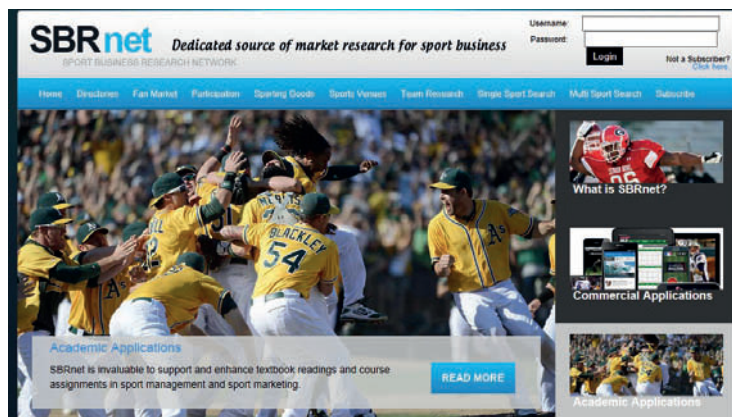 SBRnet Dedicated source of market research for sport business
SPORT BUSINESS RESEARCH NETWORK
Username:
Password:
Login
Not a Subscriber?
Click here.
Home Directories Fan Market Participation Sporting Goods Sports Venues Team Research Single Sport Search Multi Sport Search Subscribe
BLACKLEY
54
A's
What is SBRnet?
Commercial Applications
Academic Applications
Academic Applications
SBRnet is invaluable to support and enhance textbook readings and course
assignments in sport management and sport marketing.
READ MORE